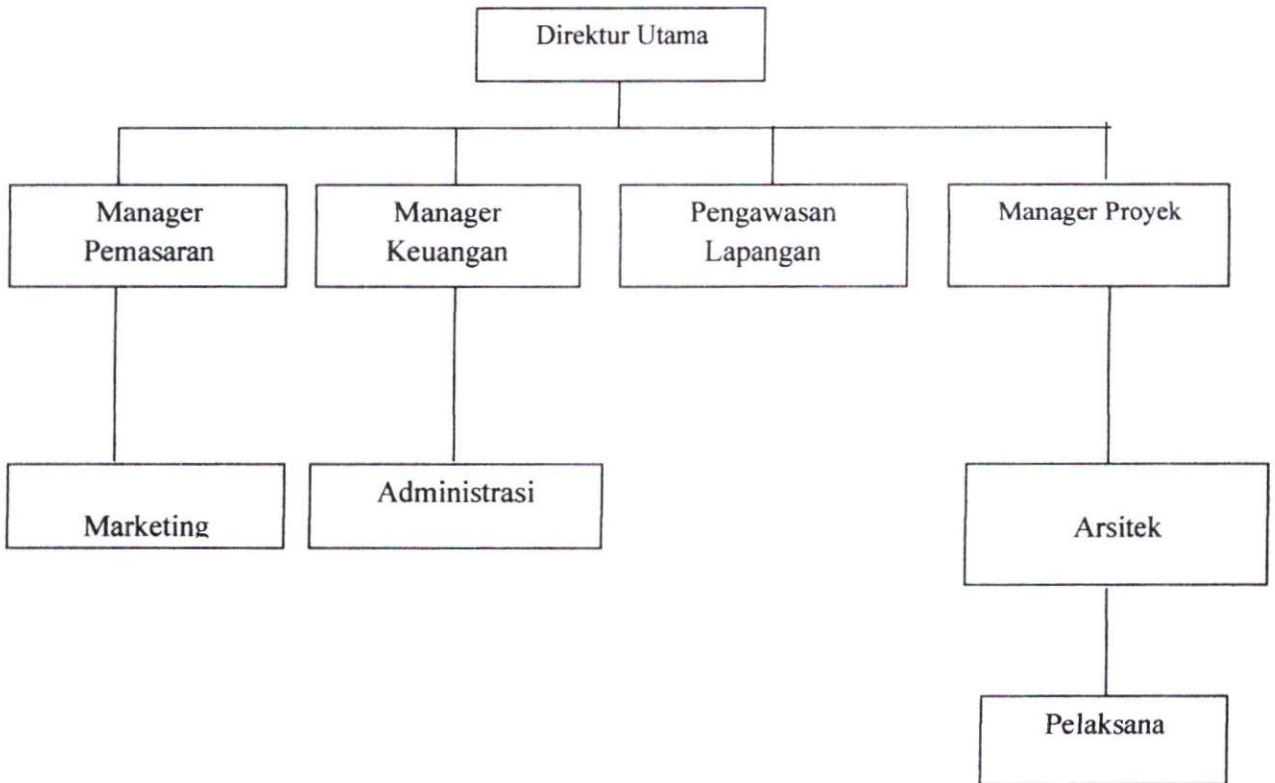 Direktur Utama
Manager
Pemasaran
Manager
Keuangan
Pengawasan
Lapangan
Manager Proyek
Marketing
Administrasi
Arsitek
Pelaksana